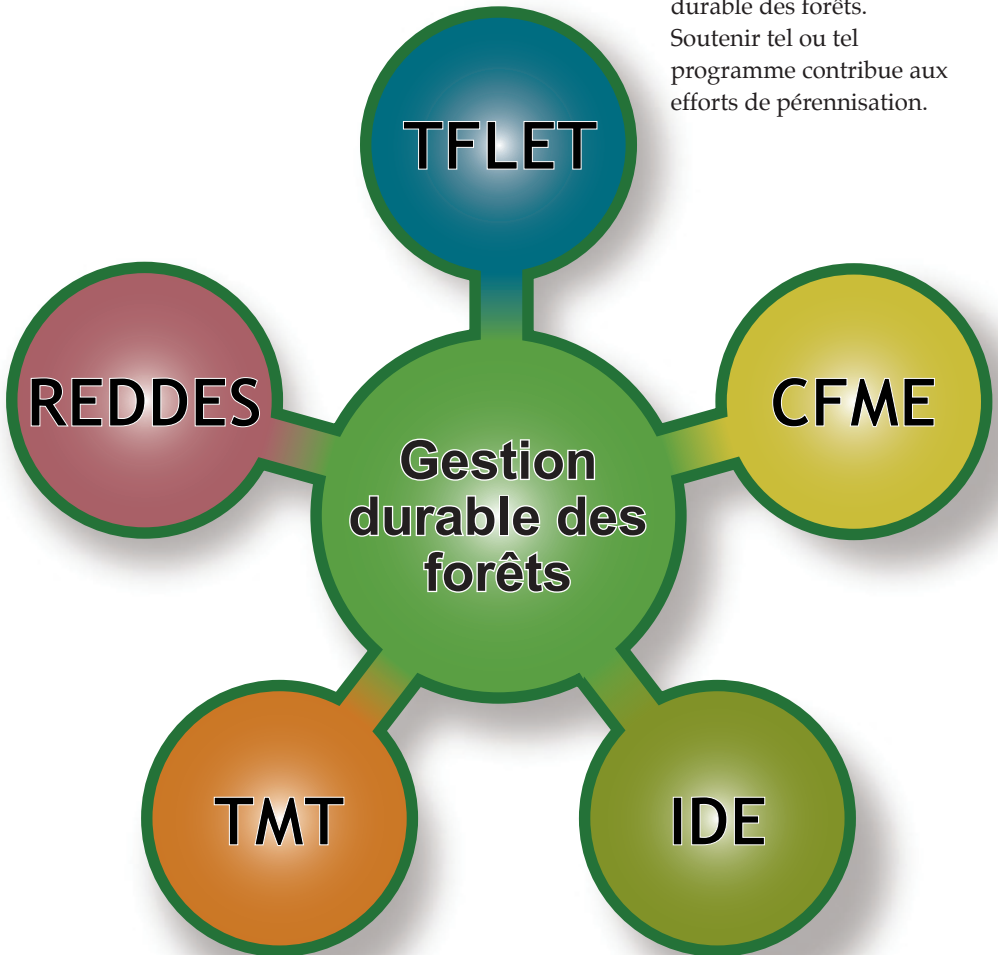 durable des forêts.
Soutenir tel ou tel
programme contribue aux
efforts de pérennisation.
TFLET
REDDES
CFME
Gestion
durable des
forêts
TMT
IDE